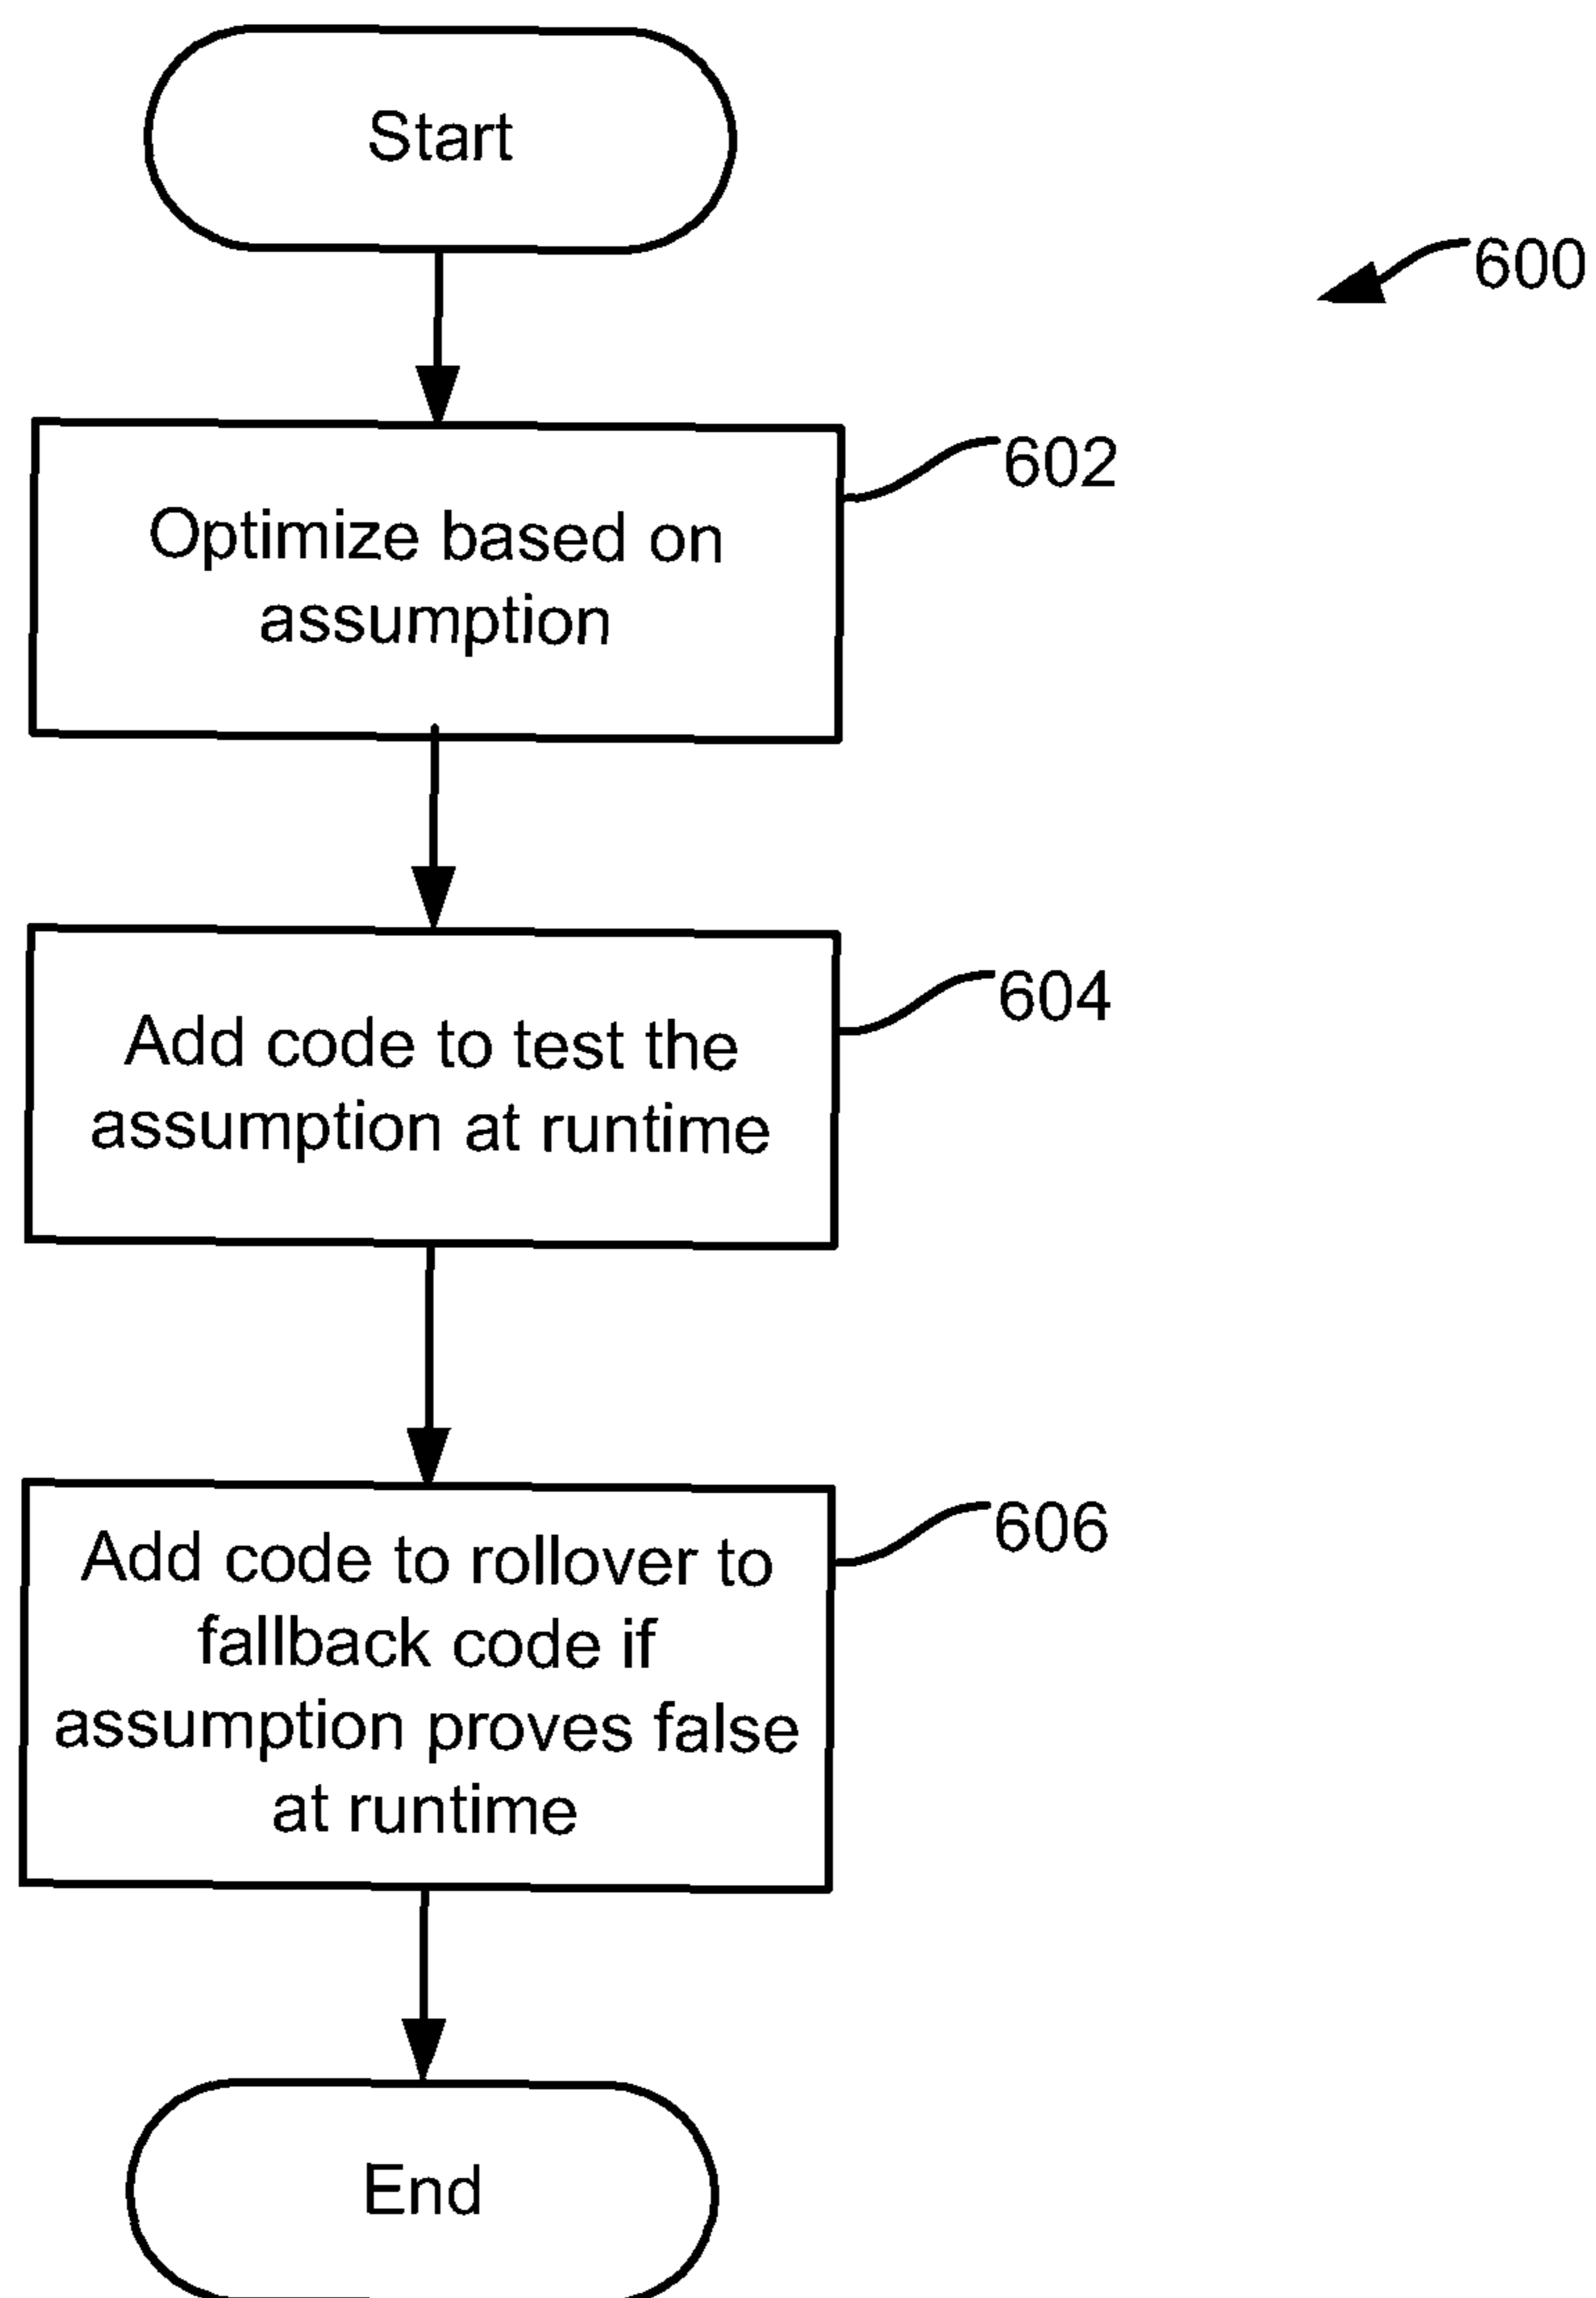 Start
600
602
Optimize based on
assumption
604
Add code to test the
assumption at runtime
606
Add code to rollover to
fallback code if
assumption proves false
at runtime
End